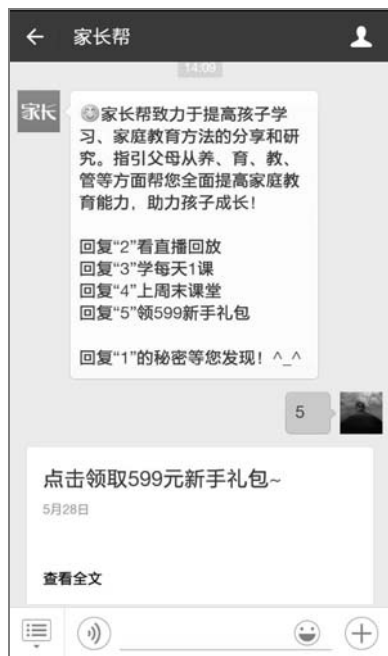 家长帮
14:09
家长
家长帮致力于提高孩子学
习、家庭教育方法的分享和研
究。指引父母从养、育、教、
管等方面帮您全面提高家庭教
育能力，助力孩子成长！
回复“2”看直播回放
回复“3”学每天1课
回复“4”上周末课堂
回复“5”领599新手礼包
回复“1”的秘密等您发现！^_^
5
点击领取599元新手礼包~
5月28日
查看全文